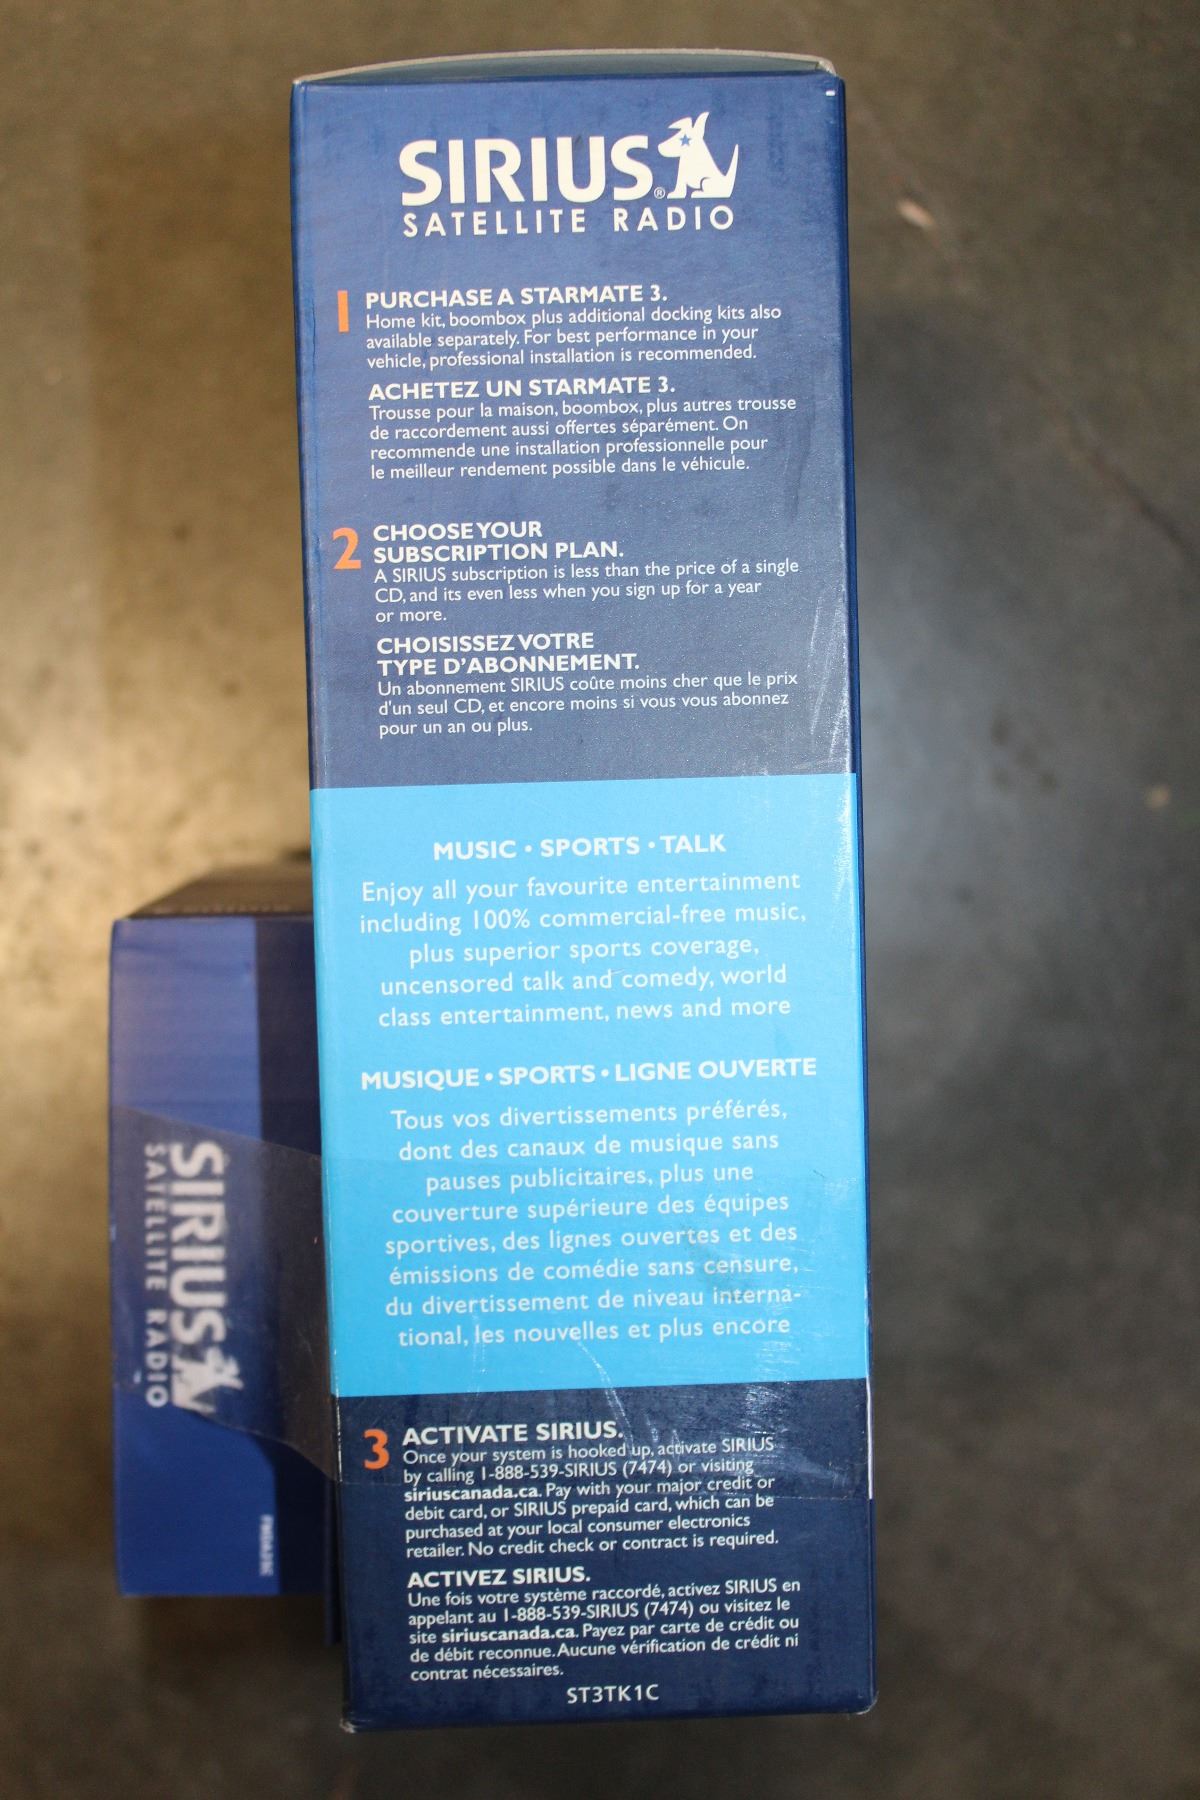 SIRIUS®
SATELLITE RADIO
1 PURCHASE A STARMATE 3.
Home kit, boombox plus additional docking kits also
available separately. For best performance in your
vehicle, professional installation is recommended.
ACHETEZ UN STARMATE 3.
Trousse pour la maison, boombox, plus autres trousse
de raccordement aussi offertes séparément. On
recommende une installation professionnelle pour
le meilleur rendement possible dans le véhicule.
2 CHOOSE YOUR
SUBSCRIPTION PLAN.
A SIRIUS subscription is less than the price of a single
CD, and its even less when you sign up for a year
or more.
CHOISISSEZ VOTRE
TYPE D'ABONNEMENT.
Un abonnement SIRIUS coûte moins cher que le prix
d'un seul CD, et encore moins si vous vous abonnez
pour un an ou plus.
MUSIC • SPORTS • TALK
Enjoy all your favourite entertainment
including 100% commercial-free music,
plus superior sports coverage,
uncensored talk and comedy, world
class entertainment, news and more
MUSIQUE • SPORTS • LIGNE OUVERTE
Tous vos divertissements préférés,
dont des canaux de musique sans
pauses publicitaires, plus une
couverture supérieure des équipes
sportives, des lignes ouvertes et des
émissions de comédie sans censure,
du divertissement de niveau interna-
tional, les nouvelles et plus encore
3 ACTIVATE SIRIUS.
Once your system is hooked up, activate SIRIUS
by calling 1-888-539-SIRIUS (7474) or visiting
siriuscanada.ca. Pay with your major credit or
debit card, or SIRIUS prepaid card, which can be
purchased at your local consumer electronics
retailer. No credit check or contract is required.
ACTIVEZ SIRIUS.
Une fois votre système raccordé, activez SIRIUS en
appelant au 1-888-539-SIRIUS (7474) ou visitez le
site siriuscanada.ca. Payez par carte de crédit ou
de débit reconnue. Aucune vérification de crédit ni
contrat nécessaires.
ST3TK1C
SIRIUS
SATELLITE RADIO